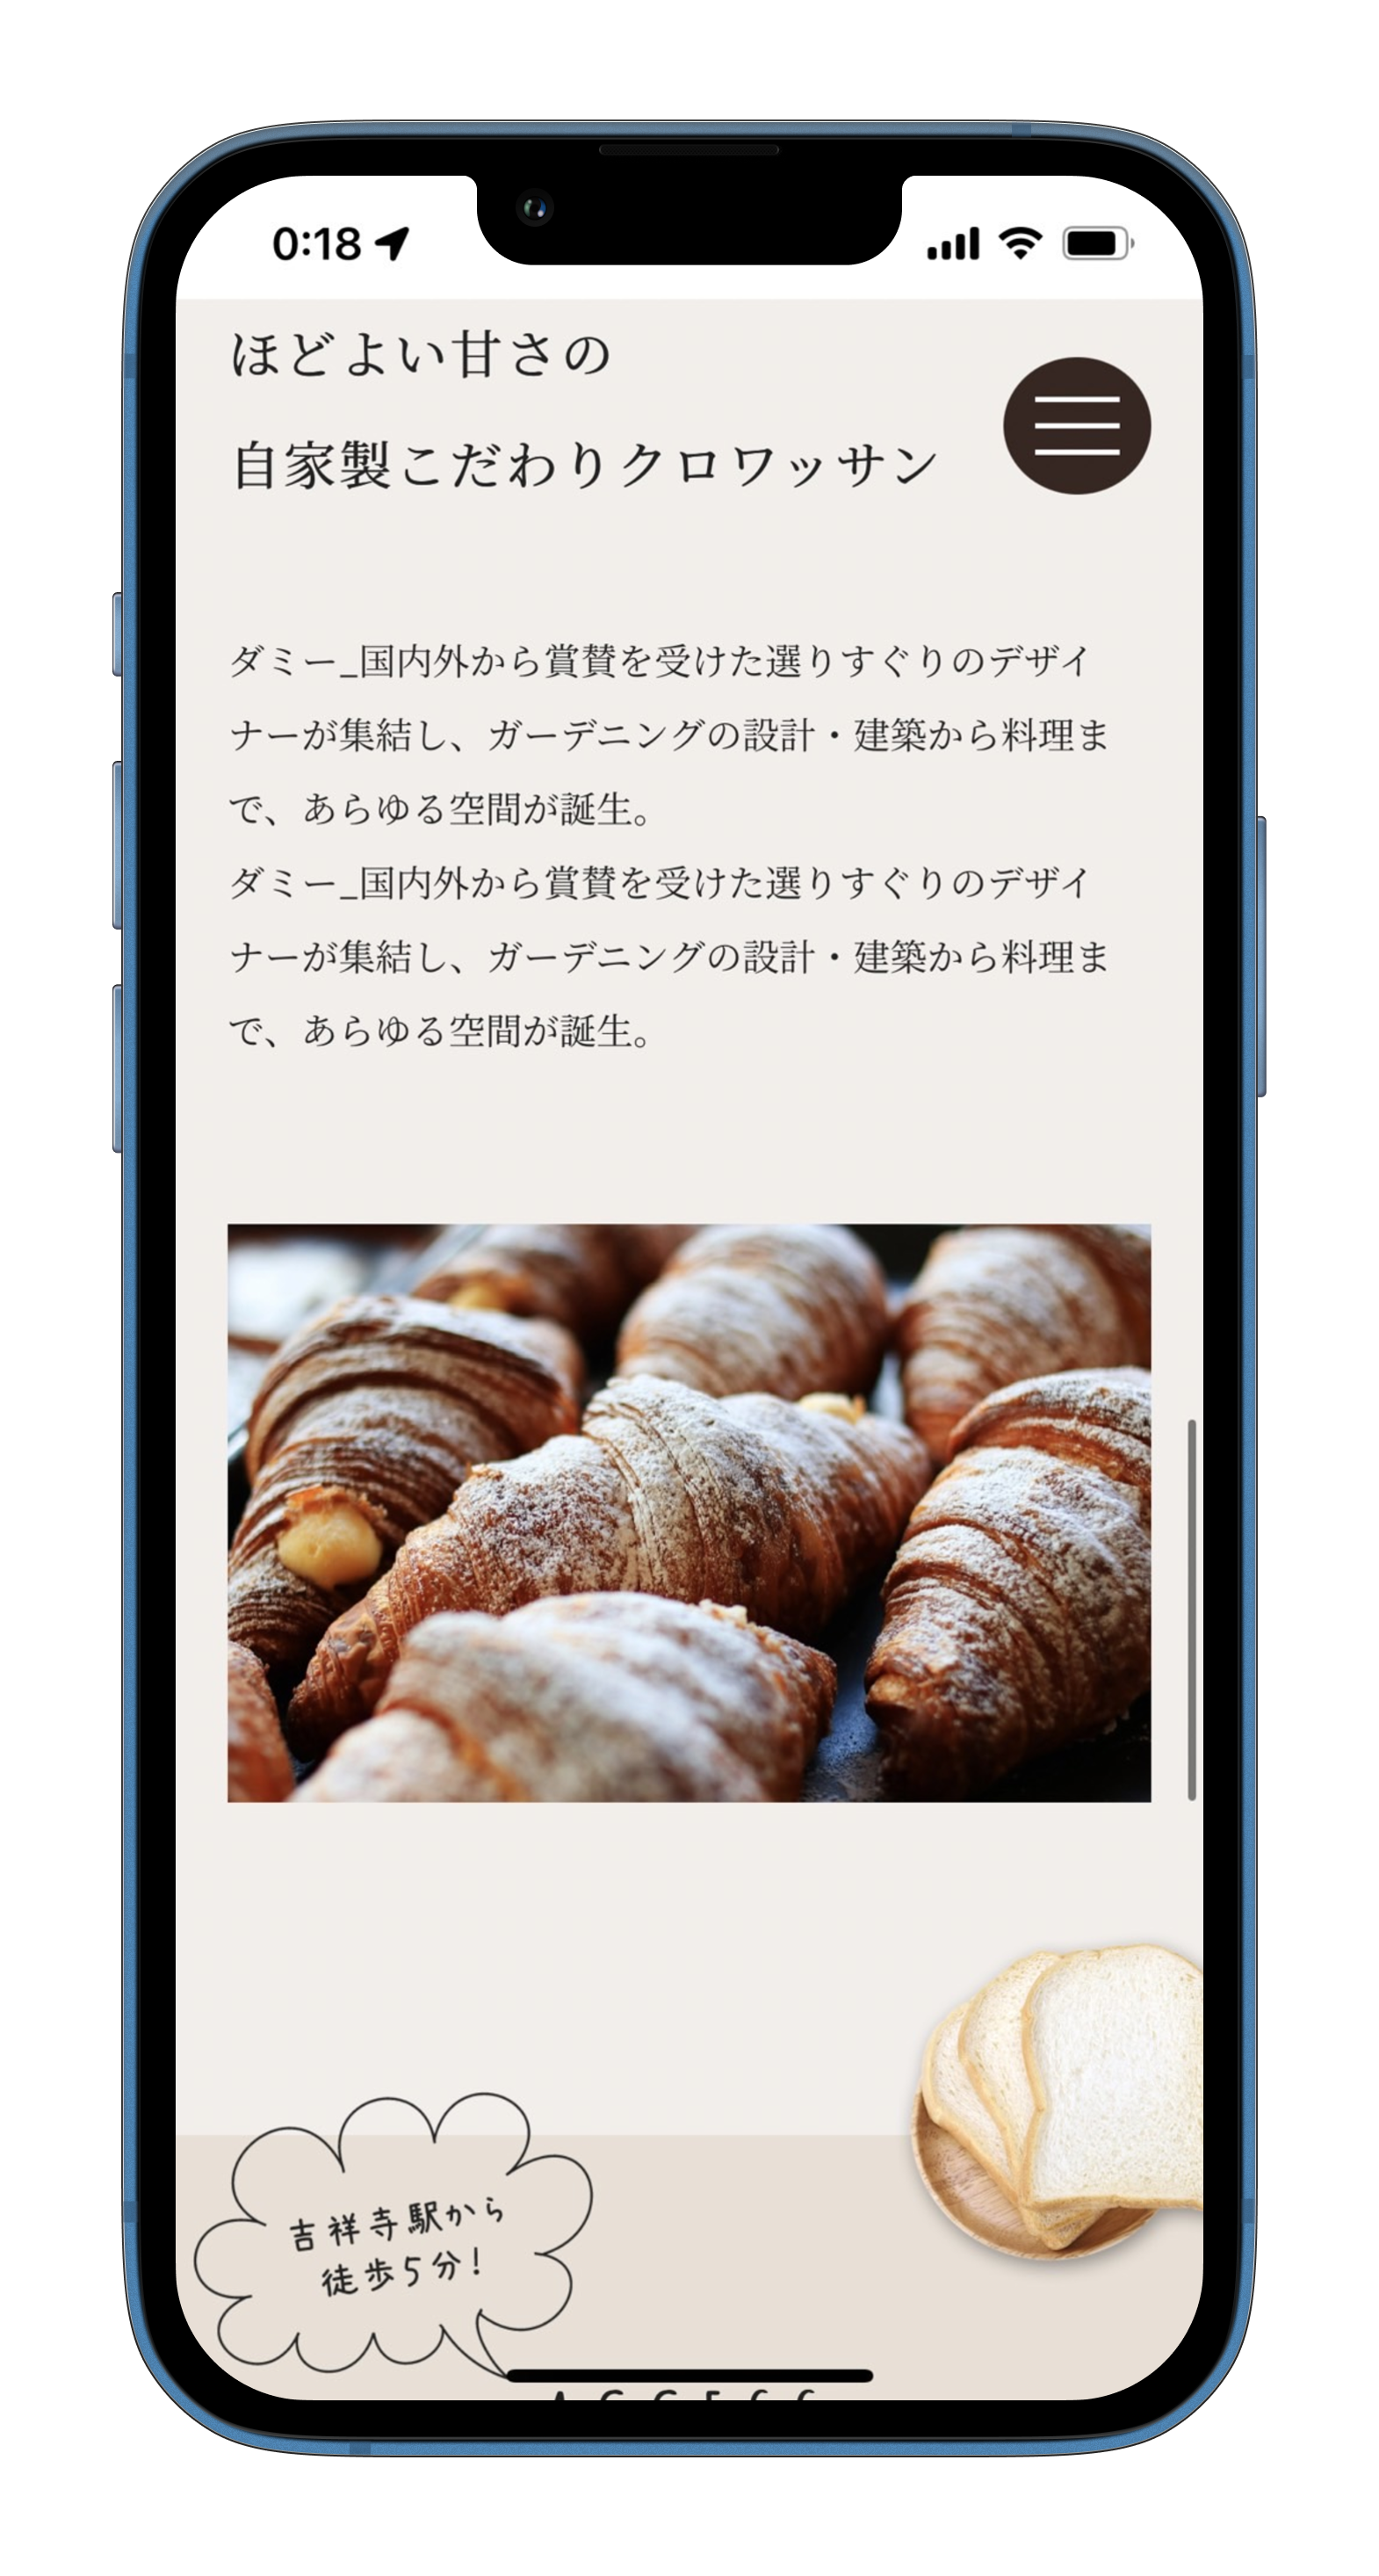 0:18
ほどよい甘さの
自家製こだわりクロワッサン
ダミー_国内外から賞賛を受けた選りすぐりのデザイ
ナーが集結し、ガーデニングの設計・建築から料理ま
で、あらゆる空間が誕生。
ダミー_国内外から賞賛を受けた選りすぐりのデザイ
ナーが集結し、ガーデニングの設計・建築から料理ま
で、あらゆる空間が誕生。
吉祥寺駅から
徒歩5分!